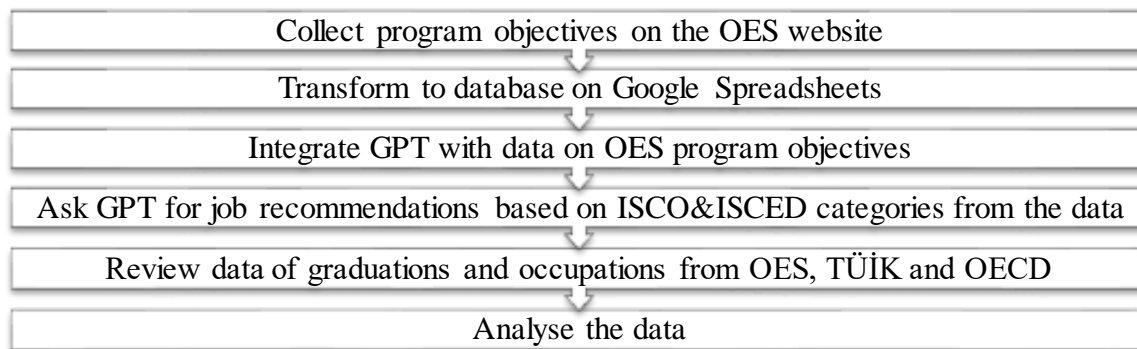 Collect program objectives on the OES website
Transform to database on Google Spreadsheets
Integrate GPT with data on OES program objectives
Ask GPT for job recommendations based on ISCO&ISCED categories from the data
Review data of graduations and occupations from OES, TÜİK and OECD
Analyse the data